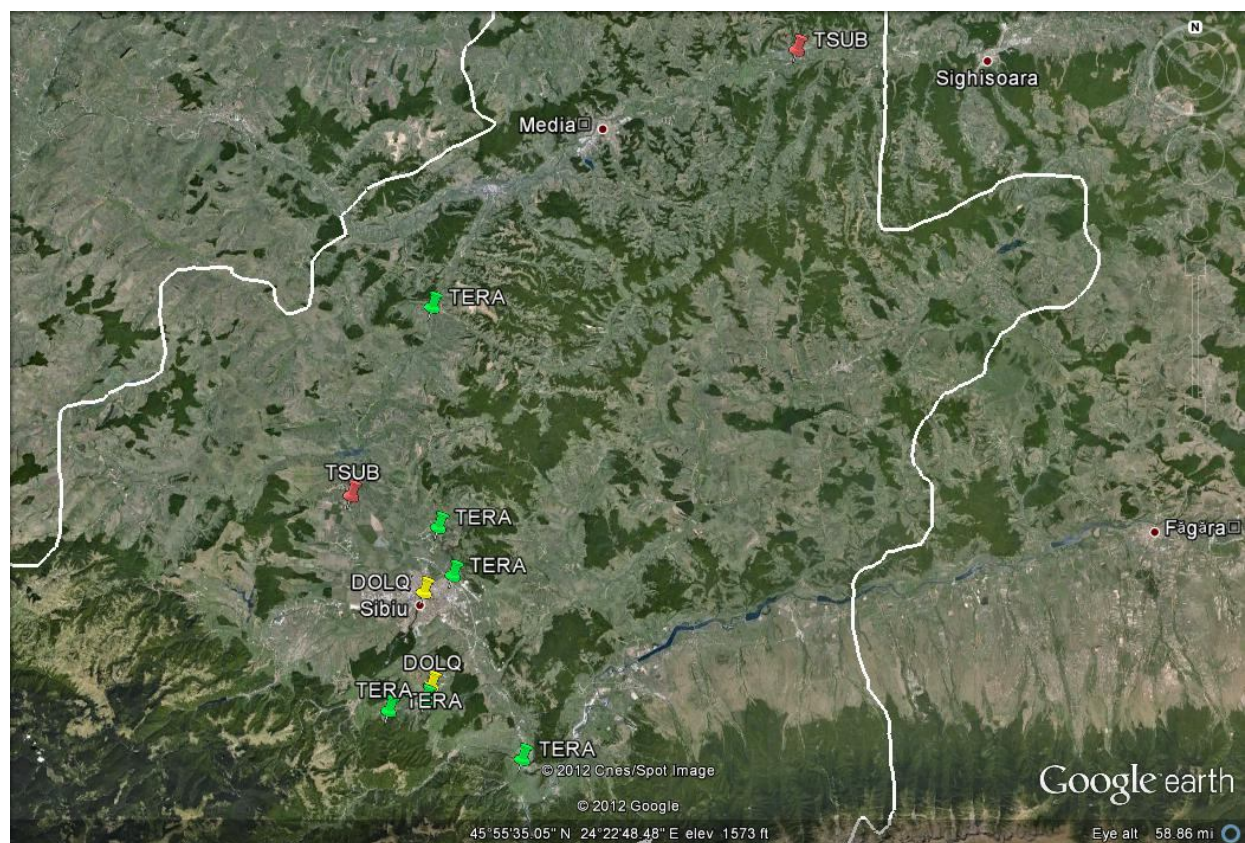 N
TSUB
Sighisoara
Media□
TERA
TSUB
TERA
Făgăra□
TERA
DOLQ
Sibiu
DOLQ
TERA
TERA
TERA
© 2012 Cnes/Spot Image
Google earth
© 2012 Google
45°55'35.05" N 24°22'48.48" E elev 1573 ft
Eye alt 58.86 mi